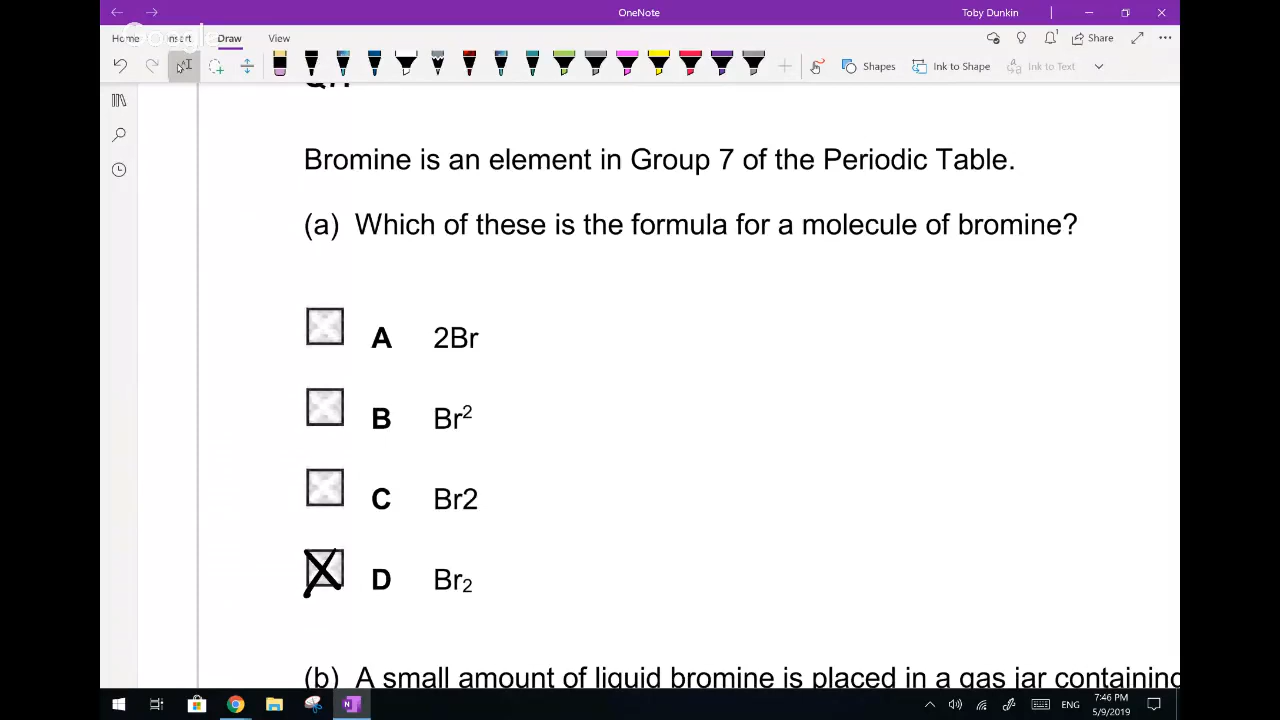 OneNote
Toby Dunkin
Google
Home Insert Draw View
Share
Shapes Ink to Shape Ink to Text
Bromine is an element in Group 7 of the Periodic Table.
(a) Which of these is the formula for a molecule of bromine?
A 2Br
B Br²
C Br2
X D Br₂
(b) A small amount of liquid bromine is placed in a gas jar containing
7:46 PM
ENG
5/9/2019